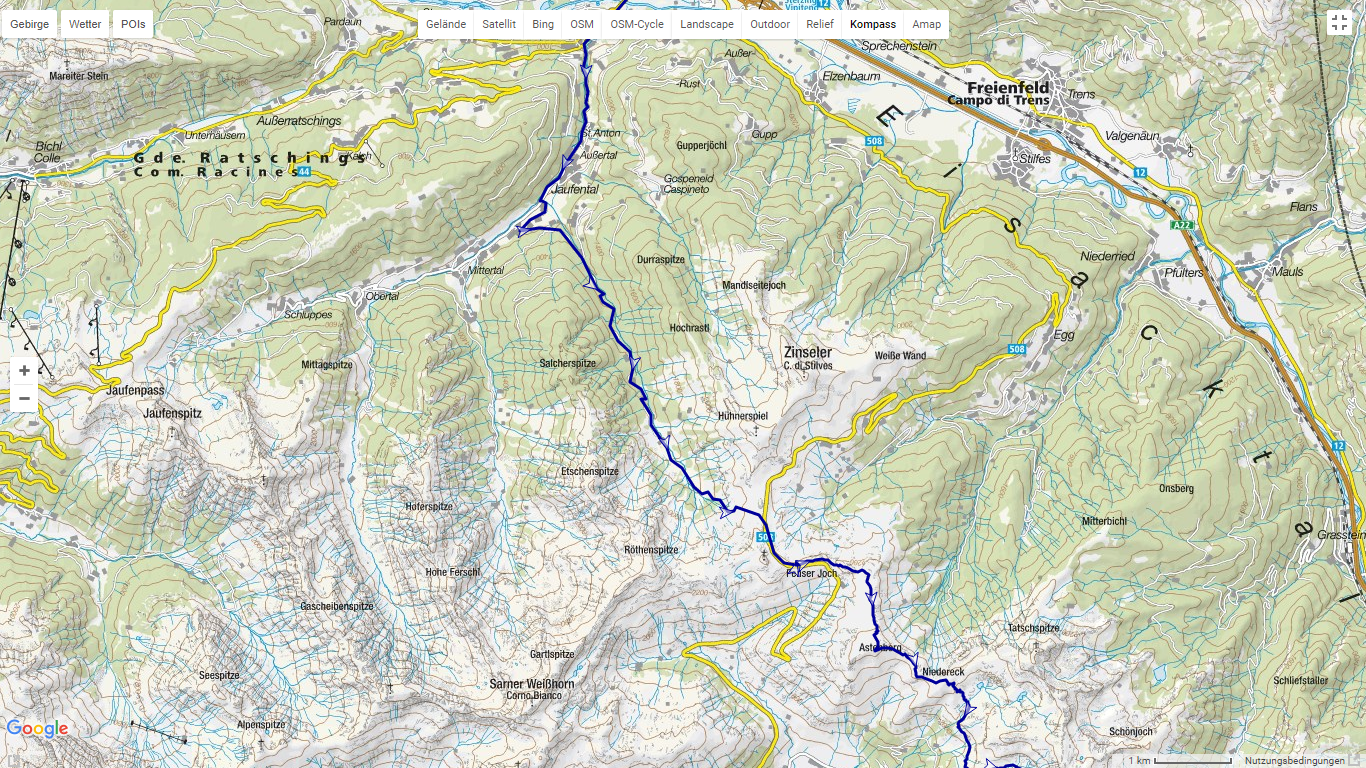 Gebirge
Wetter
POIs
Gelände
Satellit
Bing
OSM
OSM-Cycle
Landscape
Outdoor
Relief
Kompass
Amap
Pardaun
Mareiter Stein
Außer-
-Rust
Elzenbaum
Sprechenstein
12
Freienfeld
Campo di Trens
Trens
Valgenäun
Unterhäusern
Außerratschings
Bichl
Colle
Gde. Ratschings
Com. Racines
44
St.Anton
Außertal
Gupp
Gupperjöchl
508
Stilfes
12
Jaufental
Gospeneid
Caspineto
Flans
A22
Mittertal
Durraspitze
Mandlseitejoch
Niederried
Pfulters
Mauls
Obertal
Schluppes
Hochrastl
Zinseler
C. di Stilves
Weiße Wand
Egg
508
Mittagspitze
Salcherspitze
Jaufenpass
Jaufenspitz
Hühnerspiel
Eisacktal
12
Etschenspitze
Onsberg
Hoferspitze
Mitterbichl
Grasstein
Röthenspitze
508
Penser Joch
Hohe Ferschl
2200
Gascheibenspitze
Tatschspitze
Gartlspitze
Astenberg
Niedereck
Seespitze
Sarner Weißhorn
Corno Bianco
Schliefstaller
Alpenspitze
Schönjoch
Google
1 km
Nutzungsbedingungen